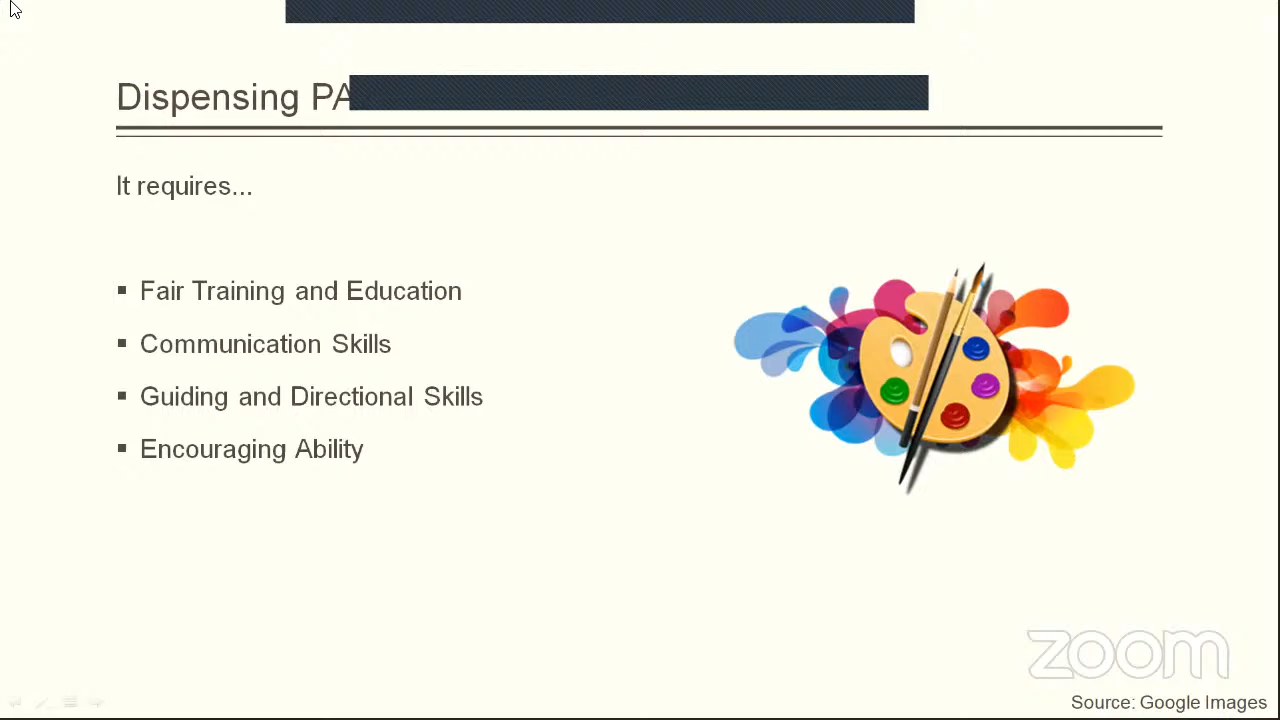 Dispensing
It requires...
▪ Fair Training and Education
▪ Communication Skills
▪ Guiding and Directional Skills
▪ Encouraging Ability
zoom
Source: Google Images